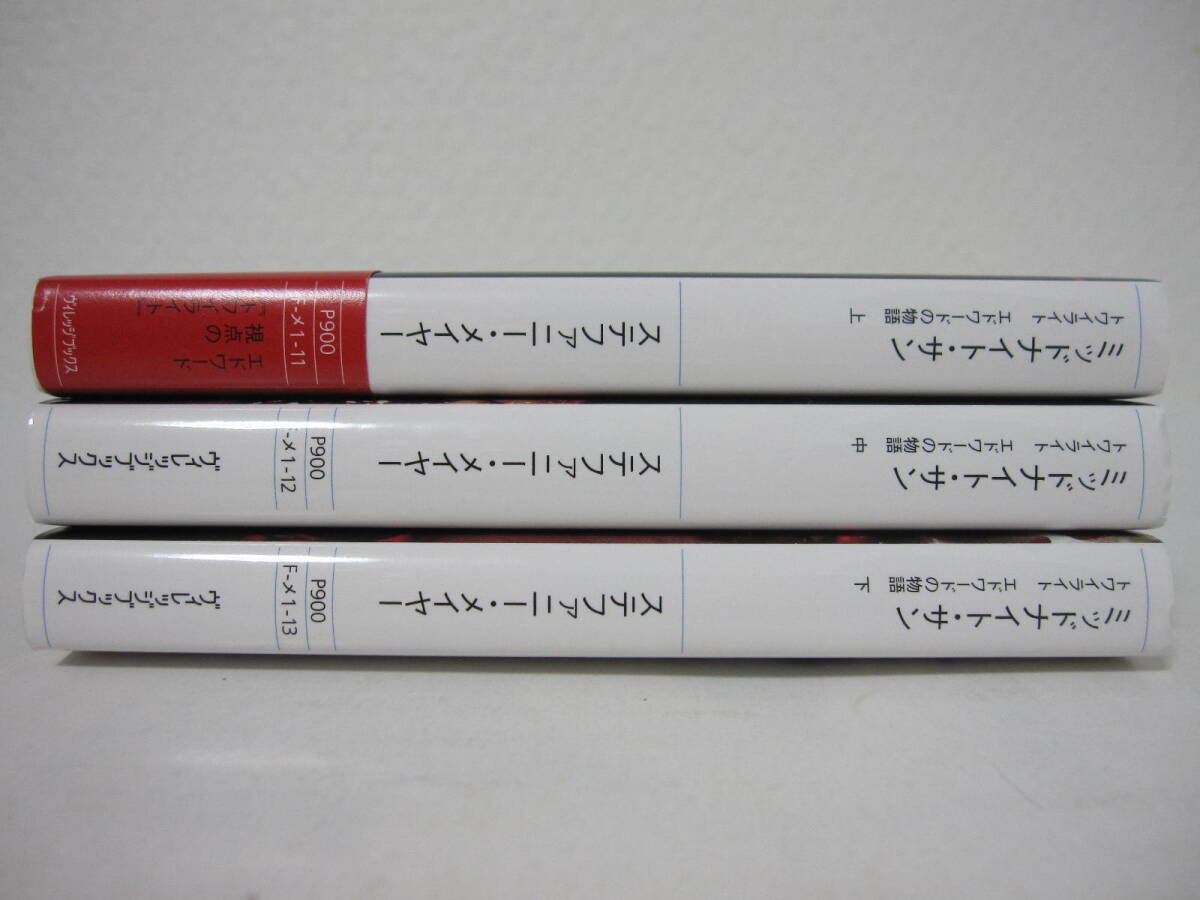 ミッドナイト・サン
トワイライト　エドワードの物語　上
ステファニー・メイヤー
P900
F-メ1-11
エドワード
視点の
『トワイライト』
ヴィレッジブックス
ミッドナイト・サン
トワイライト　エドワードの物語　中
ステファニー・メイヤー
P900
F-メ1-12
ヴィレッジブックス
ミッドナイト・サン
トワイライト　エドワードの物語　下
ステファニー・メイヤー
P900
F-メ1-13
ヴィレッジブックス